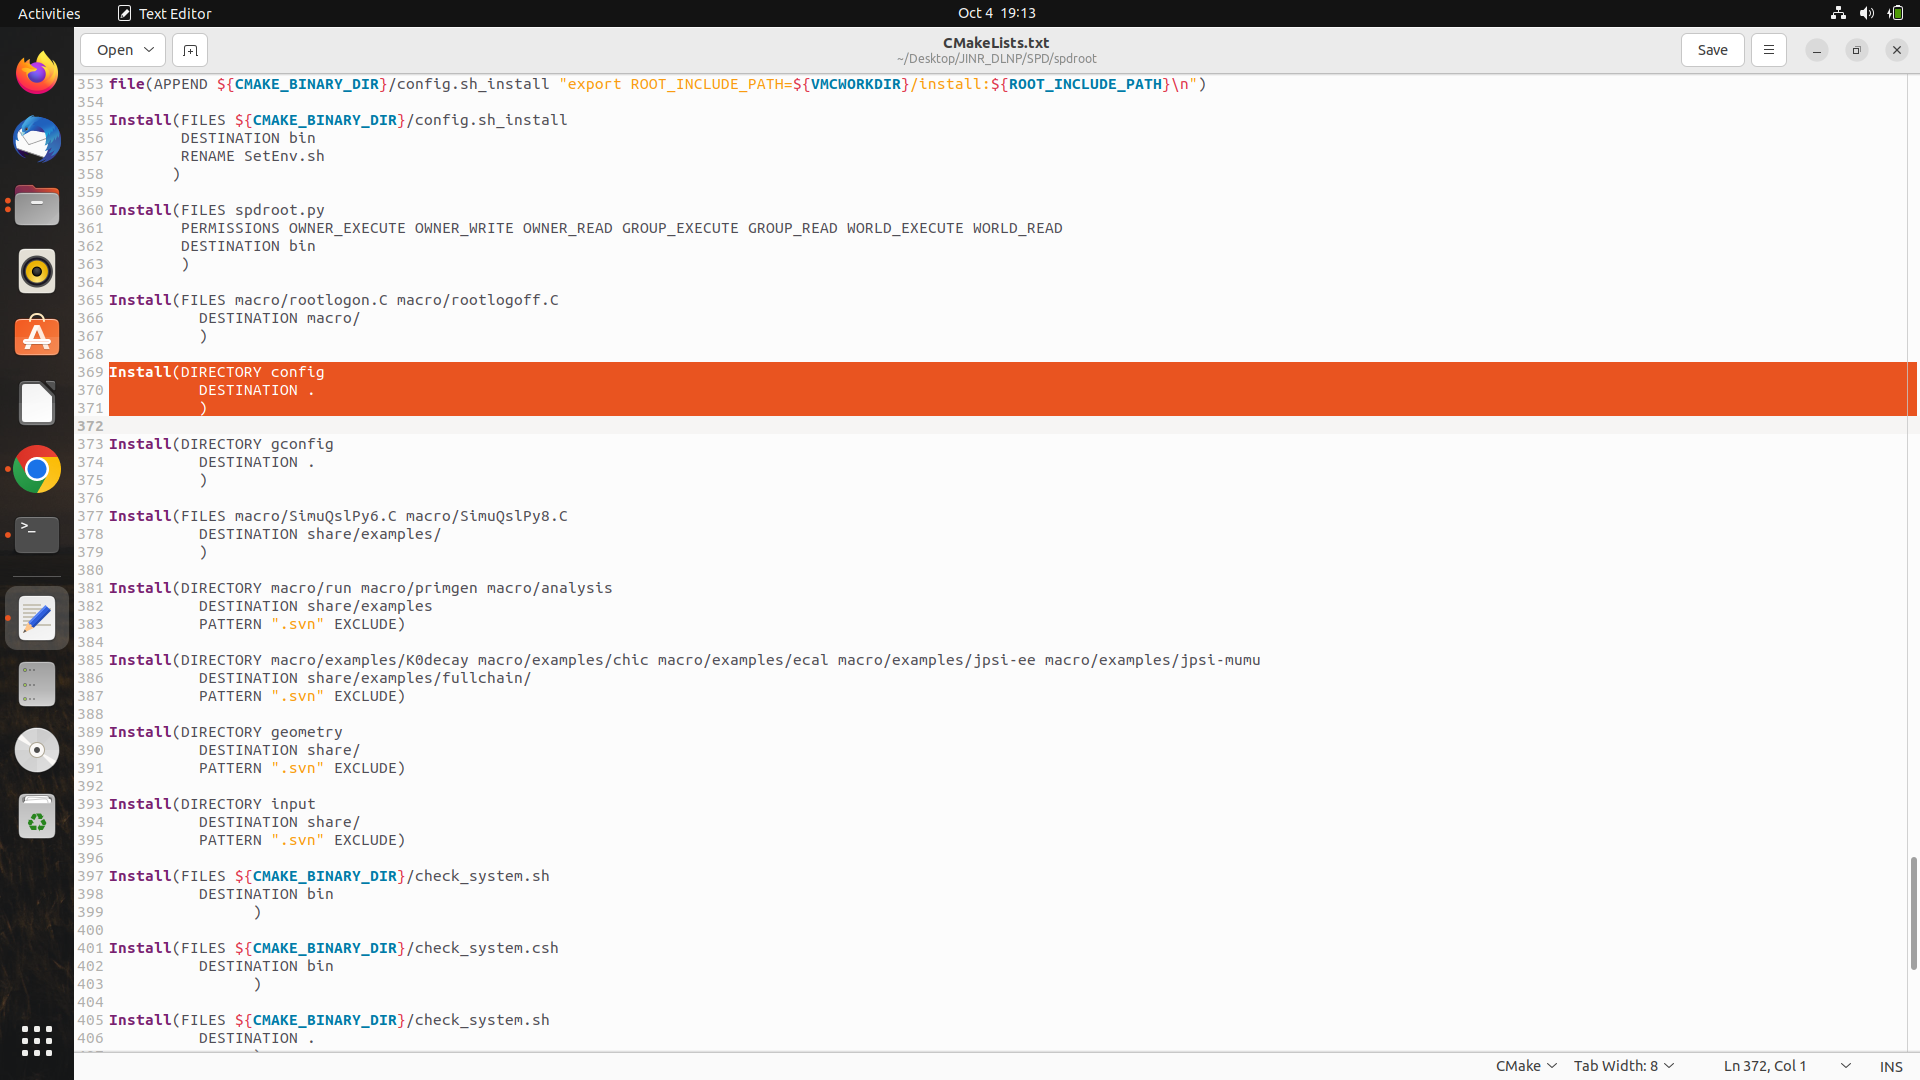 Activities Text Editor Oct 4 19:13
Open CMakeLists.txt Save
~/Desktop/JINR_DLNP/SPD/spdroot
353 file(APPEND ${CMAKE_BINARY_DIR}/config.sh_install "export ROOT_INCLUDE_PATH=${VMCWORKDIR}/install:${ROOT_INCLUDE_PATH}\n")
354
355 Install(FILES ${CMAKE_BINARY_DIR}/config.sh_install
356         DESTINATION bin
357         RENAME SetEnv.sh
358        )
359
360 Install(FILES spdroot.py
361         PERMISSIONS OWNER_EXECUTE OWNER_WRITE OWNER_READ GROUP_EXECUTE GROUP_READ WORLD_EXECUTE WORLD_READ
362         DESTINATION bin
363         )
364
365 Install(FILES macro/rootlogon.C macro/rootlogoff.C
366           DESTINATION macro/
367           )
368
369 Install(DIRECTORY config
370           DESTINATION .
371           )
372
373 Install(DIRECTORY gconfig
374           DESTINATION .
375           )
376
377 Install(FILES macro/SimuQslPy6.C macro/SimuQslPy8.C
378           DESTINATION share/examples/
379           )
380
381 Install(DIRECTORY macro/run macro/primgen macro/analysis
382           DESTINATION share/examples
383           PATTERN ".svn" EXCLUDE)
384
385 Install(DIRECTORY macro/examples/K0decay macro/examples/chic macro/examples/ecal macro/examples/jpsi-ee macro/examples/jpsi-mumu
386           DESTINATION share/examples/fullchain/
387           PATTERN ".svn" EXCLUDE)
388
389 Install(DIRECTORY geometry
390           DESTINATION share/
391           PATTERN ".svn" EXCLUDE)
392
393 Install(DIRECTORY input
394           DESTINATION share/
395           PATTERN ".svn" EXCLUDE)
396
397 Install(FILES ${CMAKE_BINARY_DIR}/check_system.sh
398           DESTINATION bin
399                 )
400
401 Install(FILES ${CMAKE_BINARY_DIR}/check_system.csh
402           DESTINATION bin
403                 )
404
405 Install(FILES ${CMAKE_BINARY_DIR}/check_system.sh
406           DESTINATION .
CMake Tab Width: 8 Ln 372, Col 1 INS